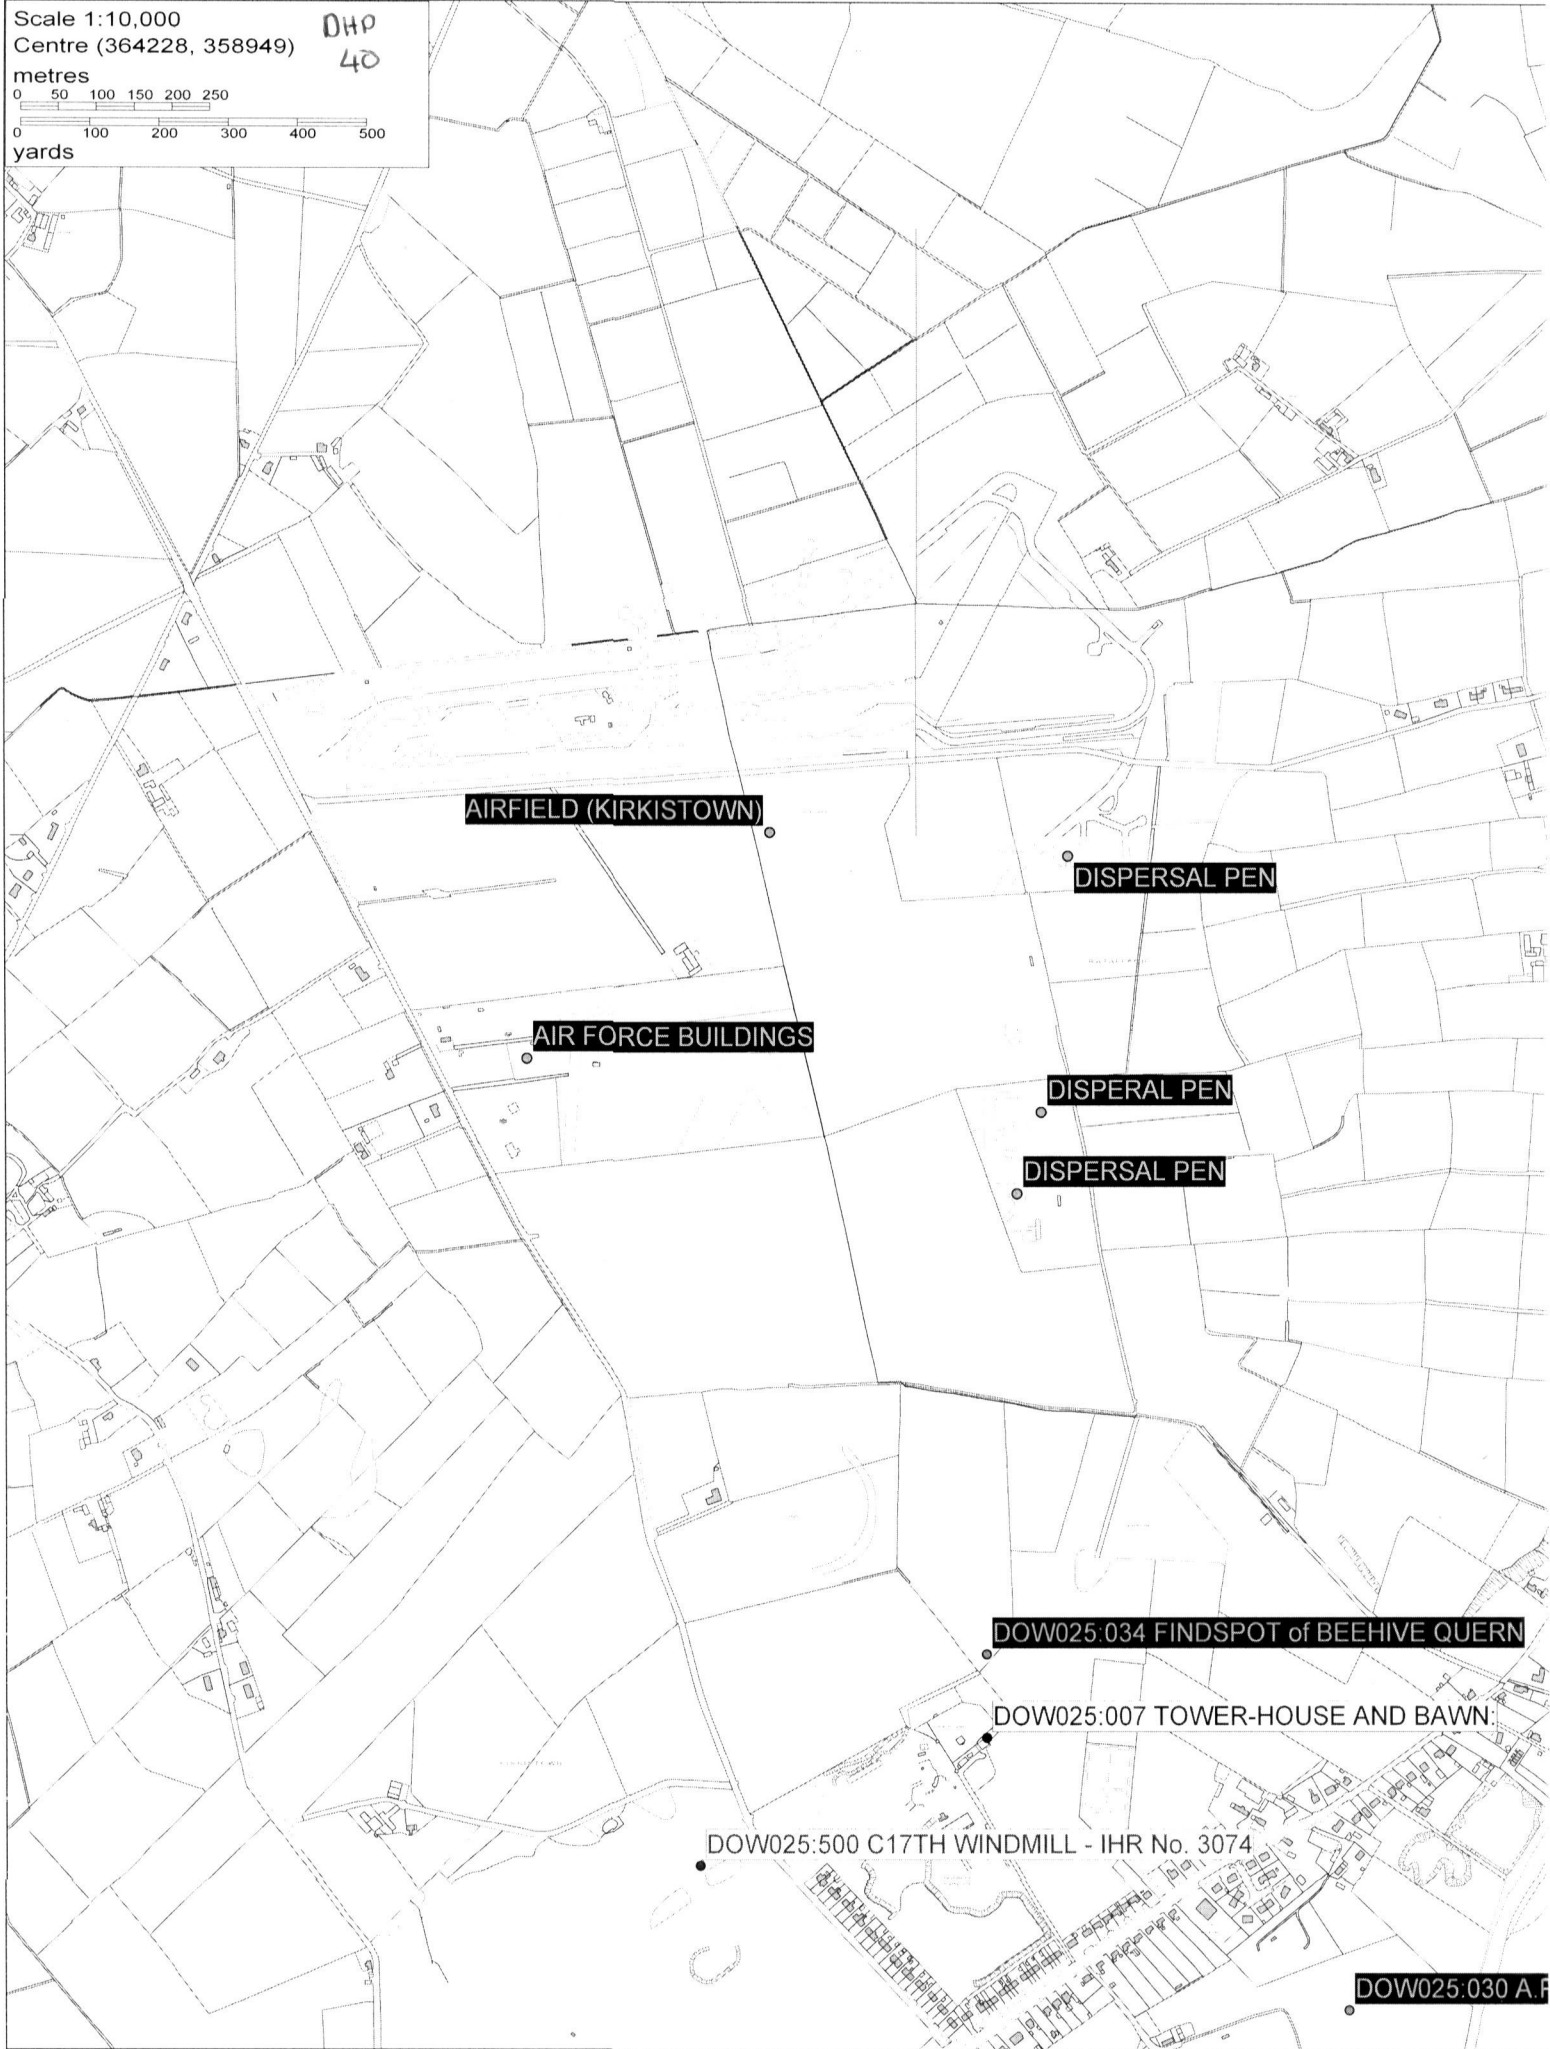 Scale 1:10,000
DHP
Centre (364228, 358949)
40
metres
0 50 100 150 200 250
0 100 200 300 400 500
yards
AIRFIELD (KIRKISTOWN)
DISPERSAL PEN
AIR FORCE BUILDINGS
DISPERAL PEN
DISPERSAL PEN
DOW025:034 FINDSPOT of BEEHIVE QUERN
DOW025:007 TOWER-HOUSE AND BAWN:
DOW025:500 C17TH WINDMILL - IHR No. 3074
DOW025:030 A.P